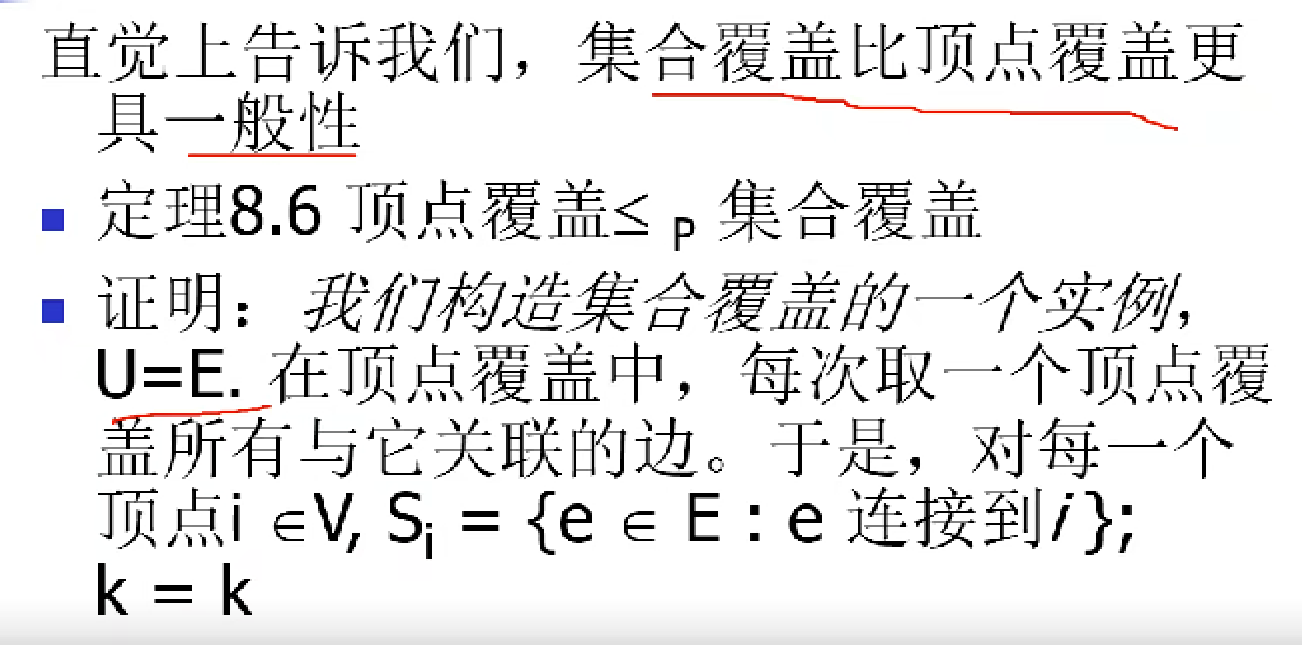 直觉上告诉我们，集合覆盖比顶点覆盖更
具一般性
定理8.6 顶点覆盖≤ P 集合覆盖
证明：我们构造集合覆盖的一个实例，
U=E. 在顶点覆盖中，每次取一个顶点覆
盖所有与它关联的边。于是，对每一个
顶点i ∈V, Si = {e ∈ E : e 连接到i };
k = k